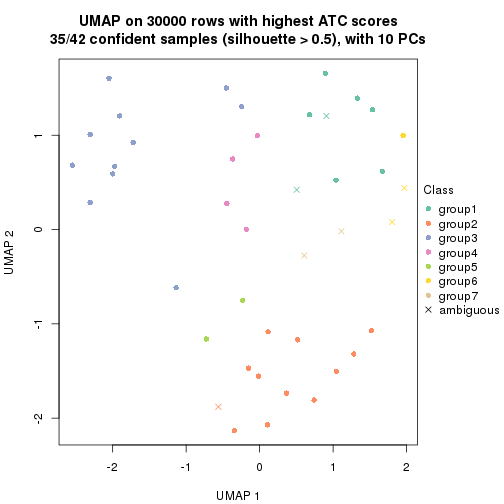 UMAP on 30000 rows with highest ATC scores
35/42 confident samples (silhouette > 0.5), with 10 PCs
UMAP 2
1
0
-1
-2
-2
-1
0
1
2
UMAP 1
Class
group1
group2
group3
group4
group5
group6
group7
ambiguous